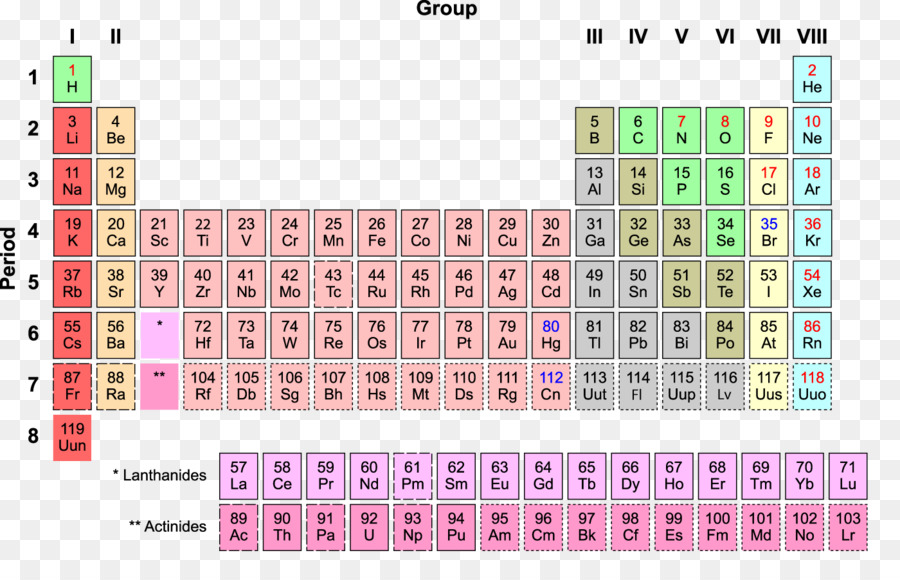 Group
I II III IV V VI VII VIII
Period
1
1 2
H He
2
3 4 5 6 7 8 9 10
Li Be B C N O F Ne
3
11 12 13 14 15 16 17 18
Na Mg Al Si P S Cl Ar
4
19 20 21 22 23 24 25 26 27 28 29 30 31 32 33 34 35 36
K Ca Sc Ti V Cr Mn Fe Co Ni Cu Zn Ga Ge As Se Br Kr
5
37 38 39 40 41 42 43 44 45 46 47 48 49 50 51 52 53 54
Rb Sr Y Zr Nb Mo Tc Ru Rh Pd Ag Cd In Sn Sb Te I Xe
6
55 56 * 72 73 74 75 76 77 78 79 80 81 82 83 84 85 86
Cs Ba Hf Ta W Re Os Ir Pt Au Hg Tl Pb Bi Po At Rn
7
87 88 ** 104 105 106 107 108 109 110 111 112 113 114 115 116 117 118
Fr Ra Rf Db Sg Bh Hs Mt Ds Rg Cn Uut Fl Uup Lv Uus Uuo
8
119
Uun
* Lanthanides
57 58 59 60 61 62 63 64 65 66 67 68 69 70 71
La Ce Pr Nd Pm Sm Eu Gd Tb Dy Ho Er Tm Yb Lu
** Actinides
89 90 91 92 93 94 95 96 97 98 99 100 101 102 103
Ac Th Pa U Np Pu Am Cm Bk Cf Es Fm Md No Lr